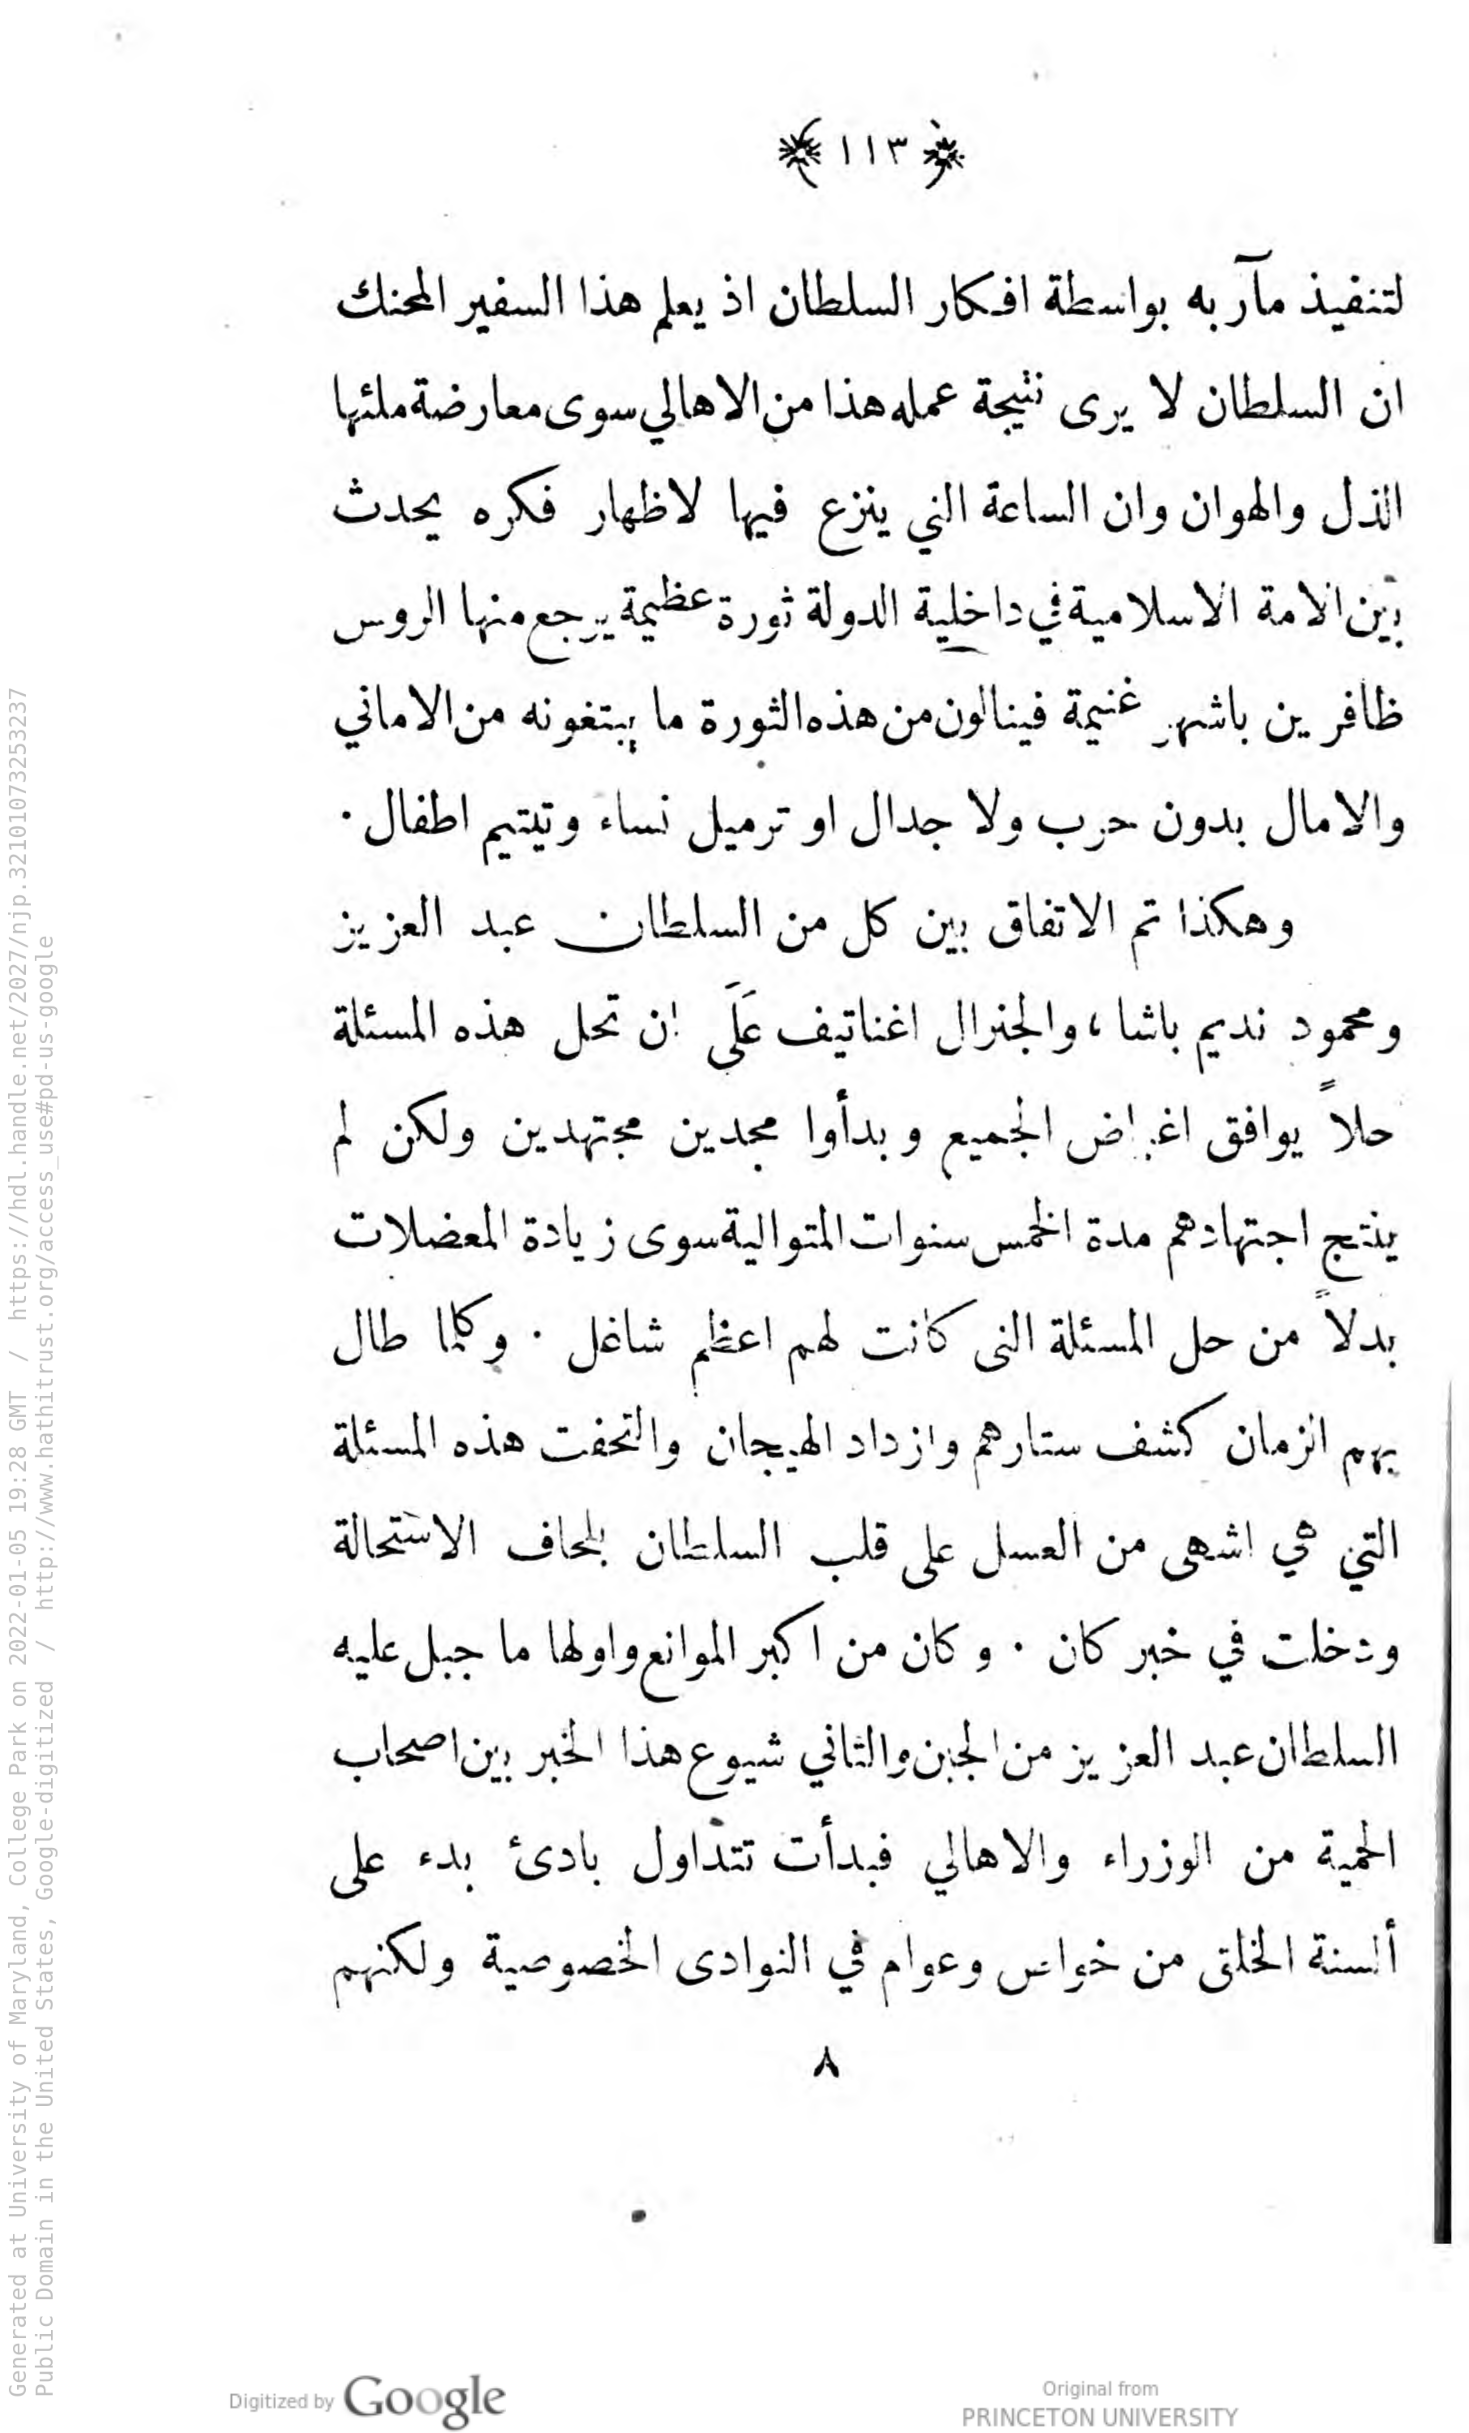 ﴿ ١١٣ ﴾
لتنفيذ مآربه بواسطة افكار السلطان اذ يعلم هذا السفير المحنك
ان السلطان لا يرى نتيجة عمله هذا من الاهالي سوى معارضة ملئها
الذل والهوان وان الساعة التي ينزع فيها لاظهار فكره يحدث
بين الامة الاسلامية في داخلية الدولة ثورة عظيمة يرجع منها الروس
ظافرين باشهر غنيمة فينالون من هذه الثورة ما يبتغونه من الاماني
والامال بدون حرب ولا جدال او ترميل نساء وتيتيم اطفال ·
وهكذا تم الاتفاق بين كل من السلطان عبد العزيز
ومحمود نديم باشا ، والجنرال اغناتيف عَلَى ان تحل هذه المسئلة
حلاً يوافق اغراض الجميع وبدأوا مجدين مجتهدين ولكن لم
ينتج اجتهادهم مدة الخمس سنوات المتوالية سوى زيادة المعضلات
بدلاً من حل المسئلة التى كانت لهم اعظم شاغل · وكلما طال
بهم الزمان كشف ستارهم وازداد الهيجان والتحفت هذه المسئلة
التي هي اشهى من العسل على قلب السلطان بلحاف الاستحالة
ودخلت في خبر كان · وكان من اكبر الموانع واولها ما جبل عليه
السلطان عبد العزيز من الجبن والثاني شيوع هذا الخبر بين اصحاب
الحمية من الوزراء والاهالي فبدأت تتداول بادئ بدء على
ألسنة الخلق من خواص وعوام في النوادى الخصوصية ولكنهم
٨
Generated at University of Maryland, College Park on 2022-01-05 19:28 GMT / https://hdl.handle.net/2027/njp.32101073253237
Public Domain in the United States, Google-digitized / http://www.hathitrust.org/access_use#pd-us-google
Digitized by Google
Original from
PRINCETON UNIVERSITY